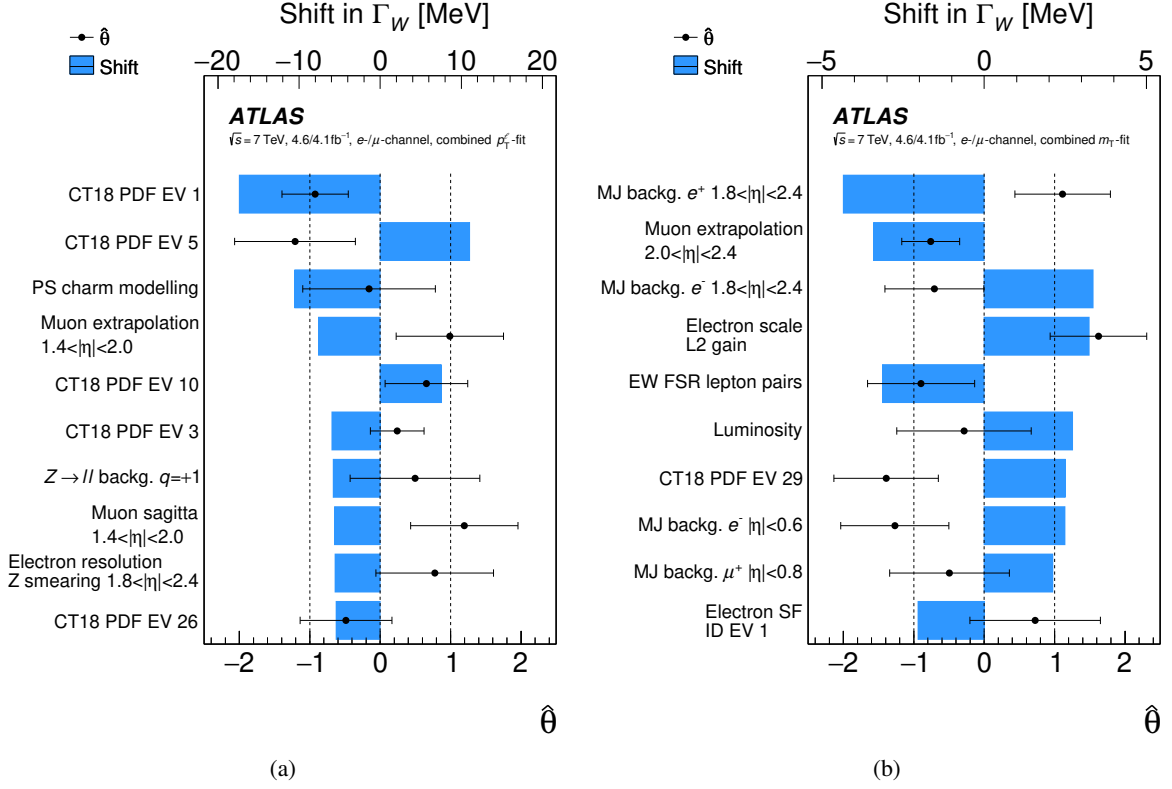 Shift in Γ_W [MeV]
θ̂
Shift
−20 −10 0 10 20
ATLAS
√s = 7 TeV, 4.6/4.1fb⁻¹, e-/μ-channel, combined p_T^ℓ-fit
CT18 PDF EV 1
CT18 PDF EV 5
PS charm modelling
Muon extrapolation
1.4<|η|<2.0
CT18 PDF EV 10
CT18 PDF EV 3
Z → ll backg. q=+1
Muon sagitta
1.4<|η|<2.0
Electron resolution
Z smearing 1.8<|η|<2.4
CT18 PDF EV 26
−2 −1 0 1 2
θ̂
(a)
Shift in Γ_W [MeV]
θ̂
Shift
−5 0 5
ATLAS
√s = 7 TeV, 4.6/4.1fb⁻¹, e-/μ-channel, combined m_T-fit
MJ backg. e⁺ 1.8<|η|<2.4
Muon extrapolation
2.0<|η|<2.4
MJ backg. e⁻ 1.8<|η|<2.4
Electron scale
L2 gain
EW FSR lepton pairs
Luminosity
CT18 PDF EV 29
MJ backg. e⁻ |η|<0.6
MJ backg. μ⁺ |η|<0.8
Electron SF
ID EV 1
−2 −1 0 1 2
θ̂
(b)